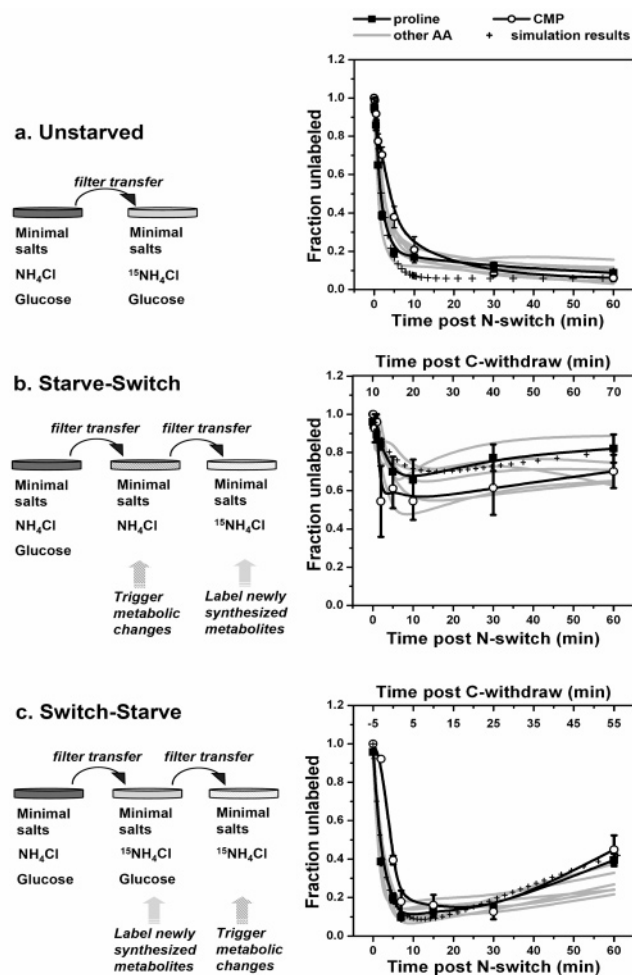 proline CMP
other AA simulation results
a. Unstarved
filter transfer
Minimal salts Minimal salts
NH₄Cl ¹⁵NH₄Cl
Glucose Glucose
Fraction unlabeled
1.2
1.0
0.8
0.6
0.4
0.2
0.0
0 10 20 30 40 50 60
Time post N-switch (min)
b. Starve-Switch
filter transfer filter transfer
Minimal salts Minimal salts Minimal salts
NH₄Cl NH₄Cl ¹⁵NH₄Cl
Glucose
Trigger metabolic changes
Label newly synthesized metabolites
Time post C-withdraw (min)
10 20 30 40 50 60 70
Fraction unlabeled
1.2
1.0
0.8
0.6
0.4
0.2
0.0
0 10 20 30 40 50 60
Time post N-switch (min)
c. Switch-Starve
filter transfer filter transfer
Minimal salts Minimal salts Minimal salts
NH₄Cl ¹⁵NH₄Cl ¹⁵NH₄Cl
Glucose Glucose
Label newly synthesized metabolites
Trigger metabolic changes
Time post C-withdraw (min)
-5 5 15 25 35 45 55
Fraction unlabeled
1.2
1.0
0.8
0.6
0.4
0.2
0.0
0 10 20 30 40 50 60
Time post N-switch (min)